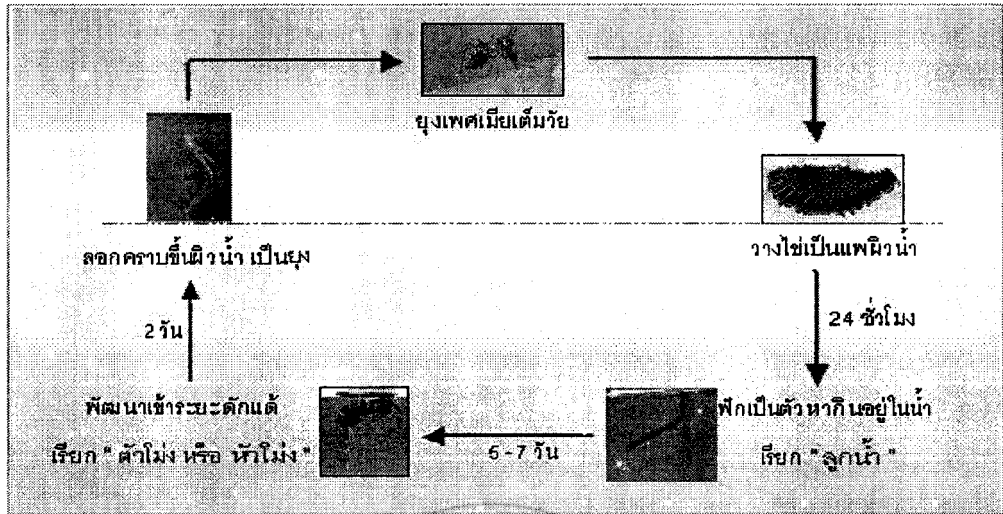 ยุงเพศเมียเต็มวัย
ลอกคราบขึ้นผิวน้ำ เป็นยุง
วางไข่เป็นแพผิวน้ำ
2 วัน
24 ชั่วโมง
พัฒนาเข้าระยะดักแด้
เรียก " ตัวโม่ง หรือ หัวโม่ง "
6-7 วัน
ฟักเป็นตัวหากินอยู่ในน้ำ
เรียก " ลูกน้ำ "